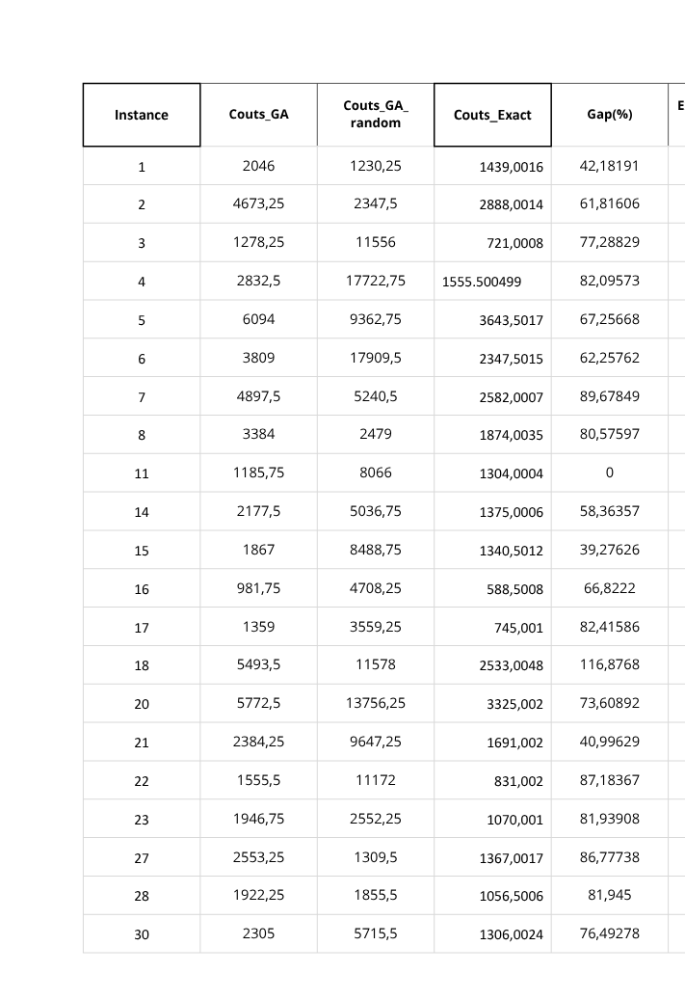 Instance Couts_GA Couts_GA_ random Couts_Exact Gap(%) E
1 2046 1230,25 1439,0016 42,18191
2 4673,25 2347,5 2888,0014 61,81606
3 1278,25 11556 721,0008 77,28829
4 2832,5 17722,75 1555.500499 82,09573
5 6094 9362,75 3643,5017 67,25668
6 3809 17909,5 2347,5015 62,25762
7 4897,5 5240,5 2582,0007 89,67849
8 3384 2479 1874,0035 80,57597
11 1185,75 8066 1304,0004 0
14 2177,5 5036,75 1375,0006 58,36357
15 1867 8488,75 1340,5012 39,27626
16 981,75 4708,25 588,5008 66,8222
17 1359 3559,25 745,001 82,41586
18 5493,5 11578 2533,0048 116,8768
20 5772,5 13756,25 3325,002 73,60892
21 2384,25 9647,25 1691,002 40,99629
22 1555,5 11172 831,002 87,18367
23 1946,75 2552,25 1070,001 81,93908
27 2553,25 1309,5 1367,0017 86,77738
28 1922,25 1855,5 1056,5006 81,945
30 2305 5715,5 1306,0024 76,49278